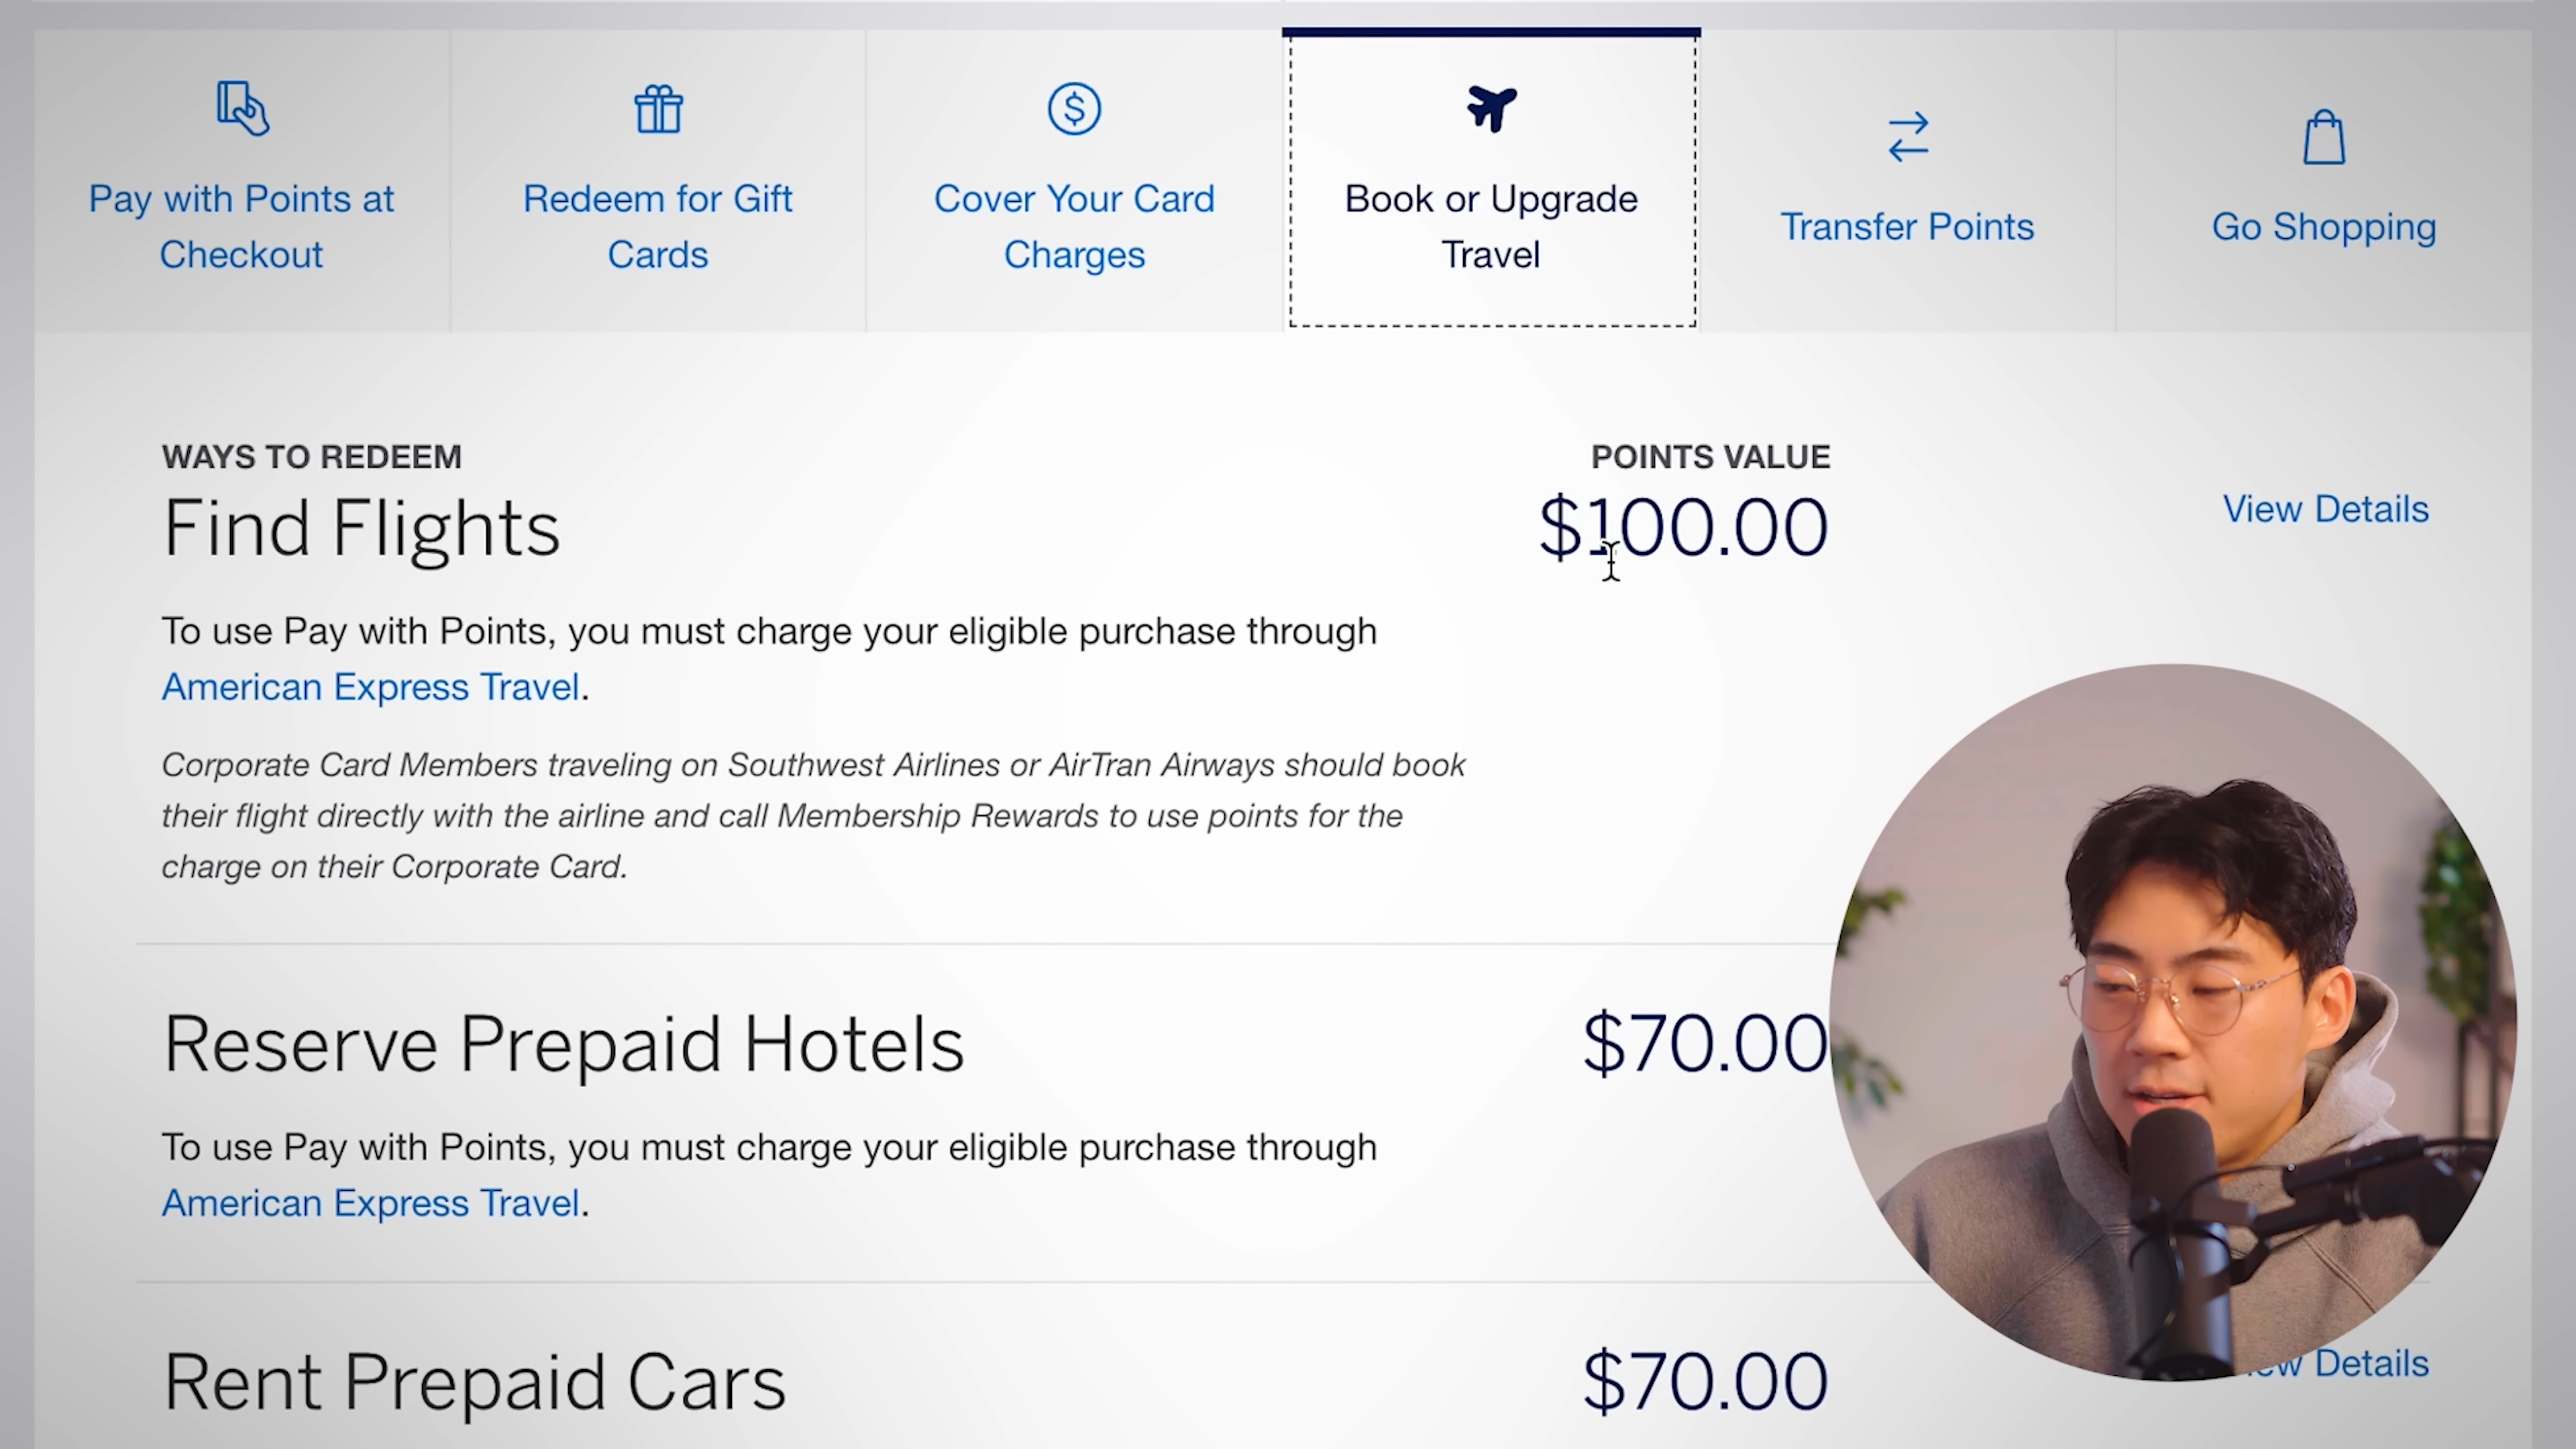 Pay with Points at
Checkout
Redeem for Gift
Cards
Cover Your Card
Charges
Book or Upgrade
Travel
Transfer Points
Go Shopping
WAYS TO REDEEM
POINTS VALUE
Find Flights
$100.00
View Details
To use Pay with Points, you must charge your eligible purchase through
American Express Travel.
Corporate Card Members traveling on Southwest Airlines or AirTran Airways should book
their flight directly with the airline and call Membership Rewards to use points for the
charge on their Corporate Card.
Reserve Prepaid Hotels
$70.00
To use Pay with Points, you must charge your eligible purchase through
American Express Travel.
Rent Prepaid Cars
$70.00
Details